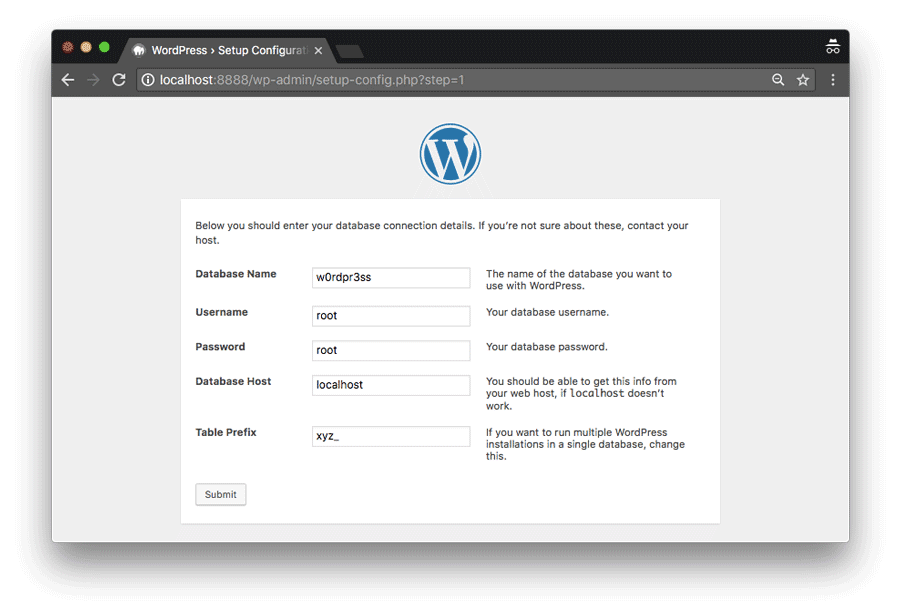 WordPress › Setup Configurati
localhost:8888/wp-admin/setup-config.php?step=1
Below you should enter your database connection details. If you're not sure about these, contact your
host.
Database Name
w0rdpr3ss
The name of the database you want to
use with WordPress.
Username
root
Your database username.
Password
root
Your database password.
Database Host
localhost
You should be able to get this info from
your web host, if localhost doesn't
work.
Table Prefix
xyz_
If you want to run multiple WordPress
installations in a single database, change
this.
Submit